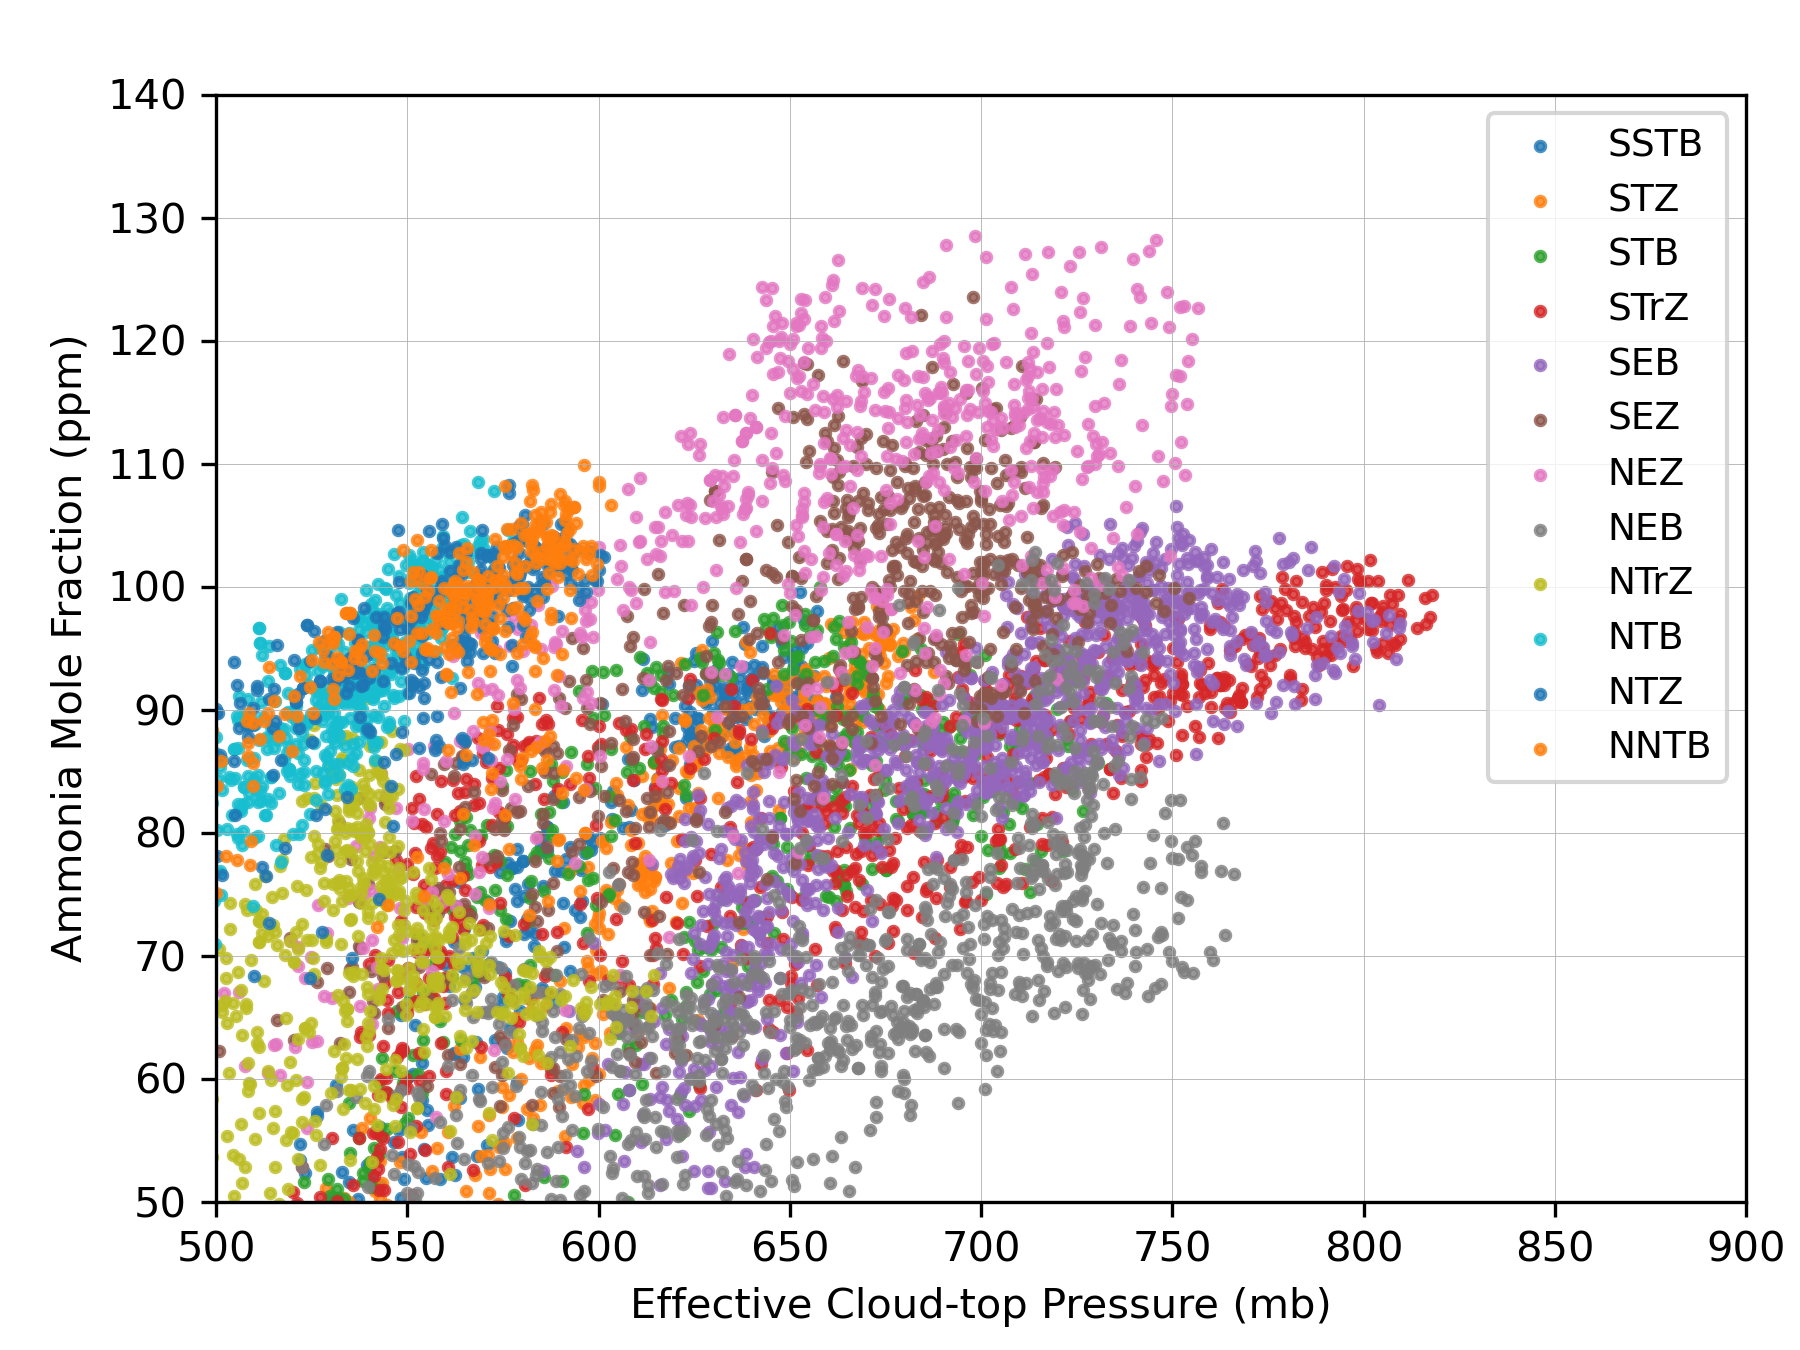 140
130
120
110
100
90
80
70
60
50
Ammonia Mole Fraction (ppm)
SSTB
STZ
STB
STrZ
SEB
SEZ
NEZ
NEB
NTrZ
NTB
NTZ
NNTB
500 550 600 650 700 750 800 850 900
Effective Cloud-top Pressure (mb)